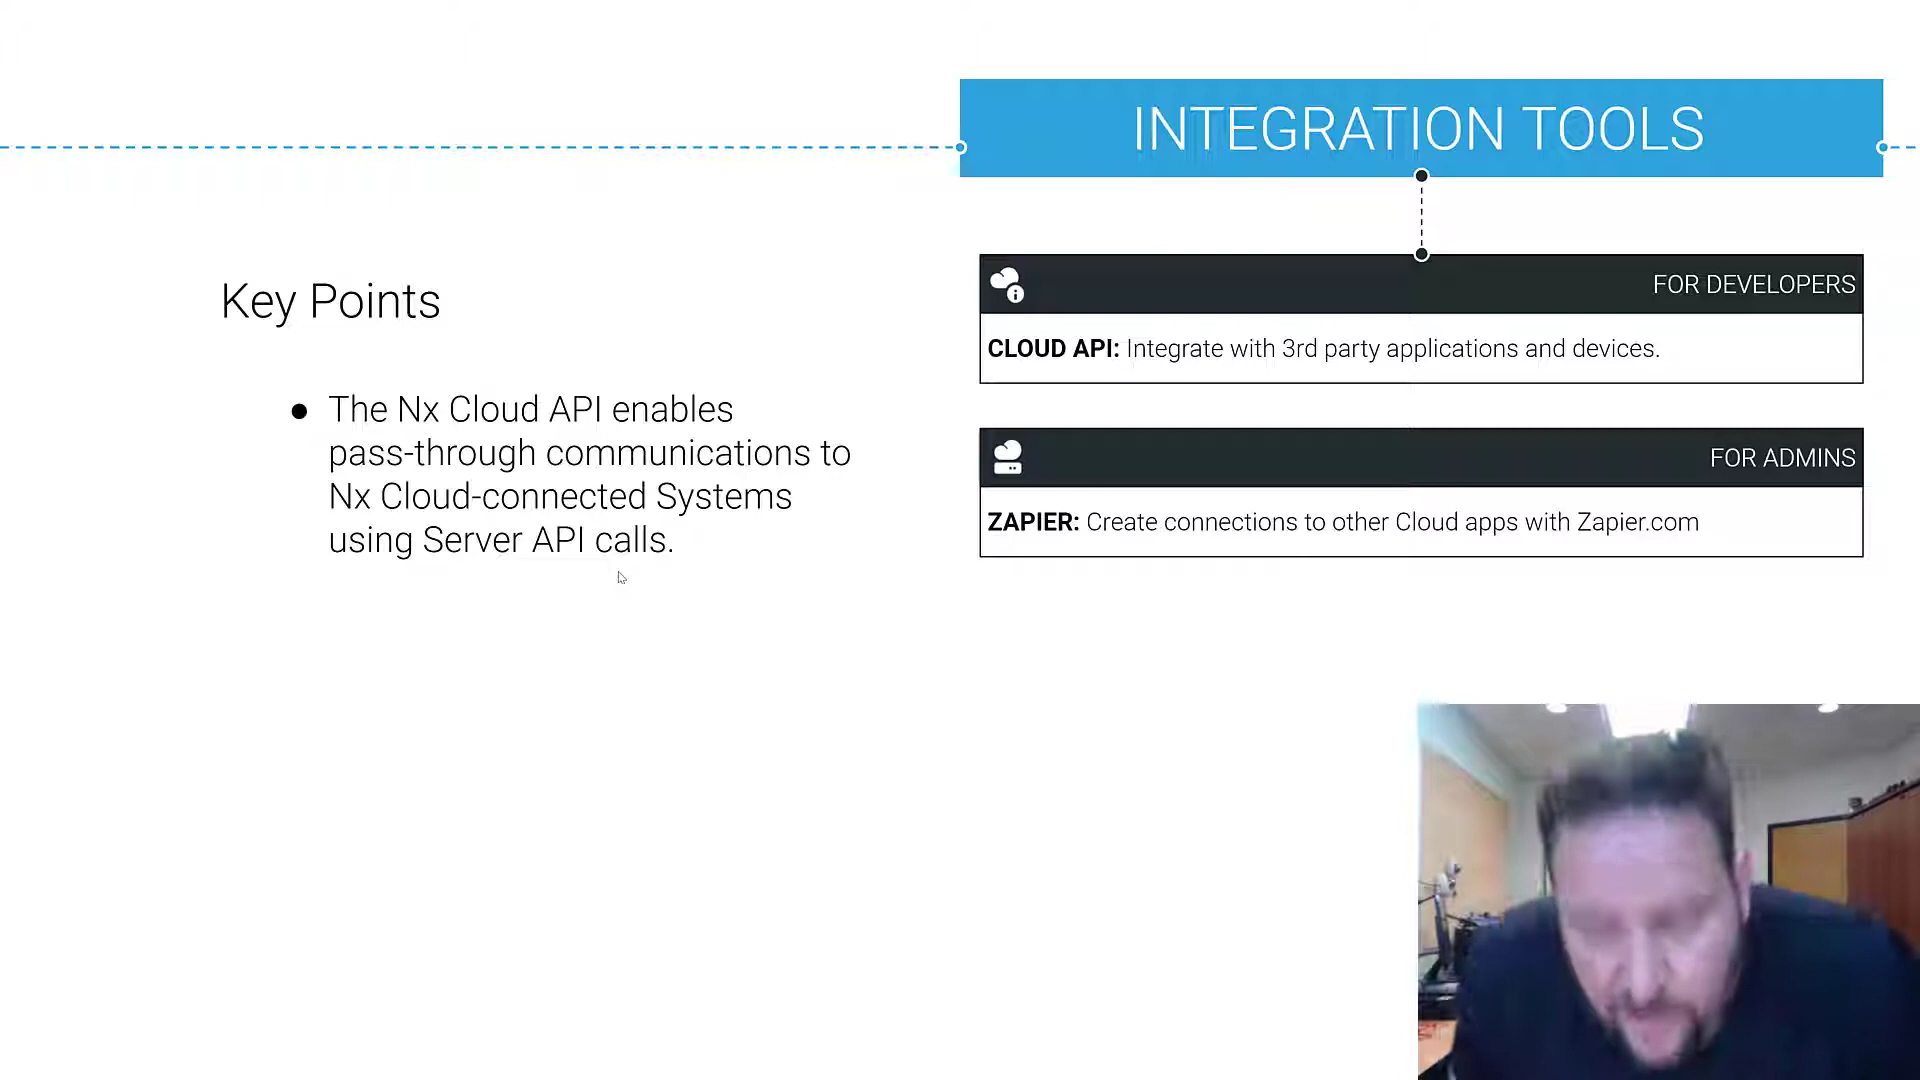 INTEGRATION TOOLS
Key Points
● The Nx Cloud API enables
pass-through communications to
Nx Cloud-connected Systems
using Server API calls.
FOR DEVELOPERS
CLOUD API: Integrate with 3rd party applications and devices.
FOR ADMINS
ZAPIER: Create connections to other Cloud apps with Zapier.com